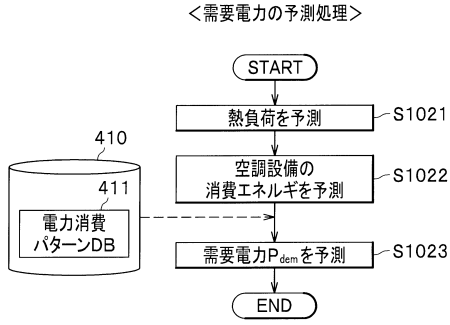 ＜需要電力の予測処理＞
START
熱負荷を予測
S1021
410
空調設備の
消費エネルギを予測
S1022
411
電力消費
パターンDB
需要電力Pdemを予測
S1023
END